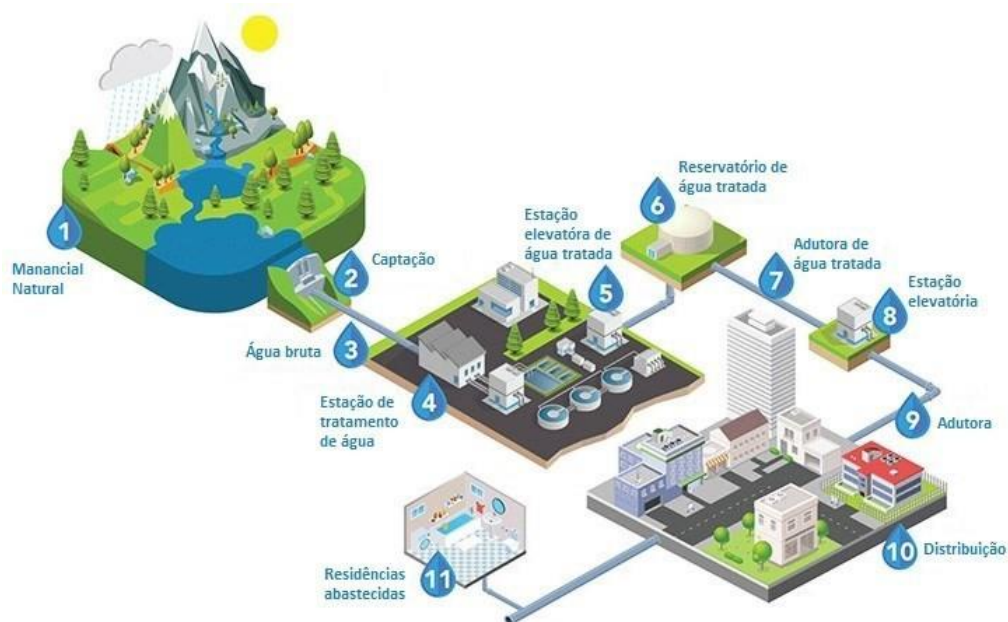 1
Manancial
Natural
2
Captação
Água bruta
3
4
Estação de
tratamento
de água
Estação
elevatóra de
água tratada
5
6
Reservatório de
água tratada
7
Adutora de
água tratada
8
Estação
elevatória
9
Adutora
10
Distribuição
11
Residências
abastecidas